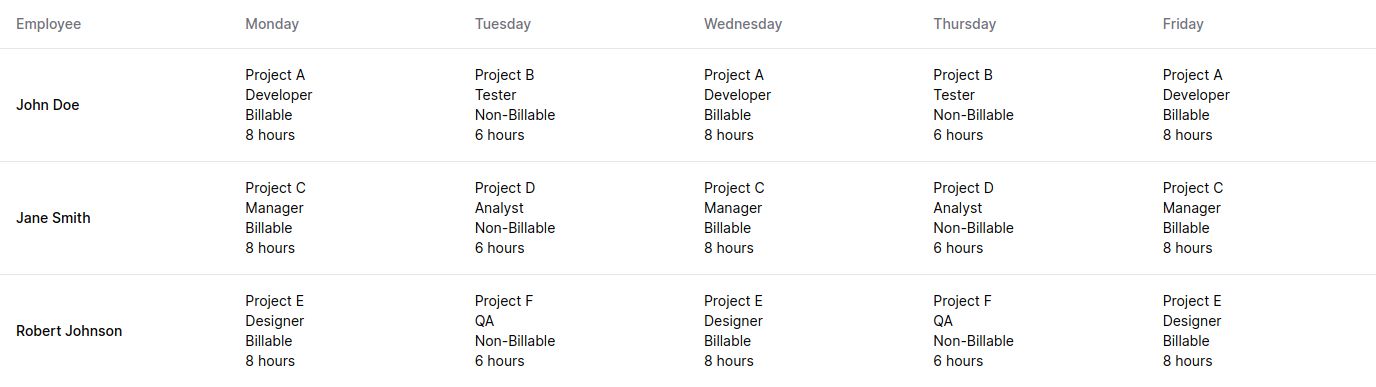 Employee Monday Tuesday Wednesday Thursday Friday
John Doe
Project A
Developer
Billable
8 hours
Project B
Tester
Non-Billable
6 hours
Project A
Developer
Billable
8 hours
Project B
Tester
Non-Billable
6 hours
Project A
Developer
Billable
8 hours
Jane Smith
Project C
Manager
Billable
8 hours
Project D
Analyst
Non-Billable
6 hours
Project C
Manager
Billable
8 hours
Project D
Analyst
Non-Billable
6 hours
Project C
Manager
Billable
8 hours
Robert Johnson
Project E
Designer
Billable
8 hours
Project F
QA
Non-Billable
6 hours
Project E
Designer
Billable
8 hours
Project F
QA
Non-Billable
6 hours
Project E
Designer
Billable
8 hours